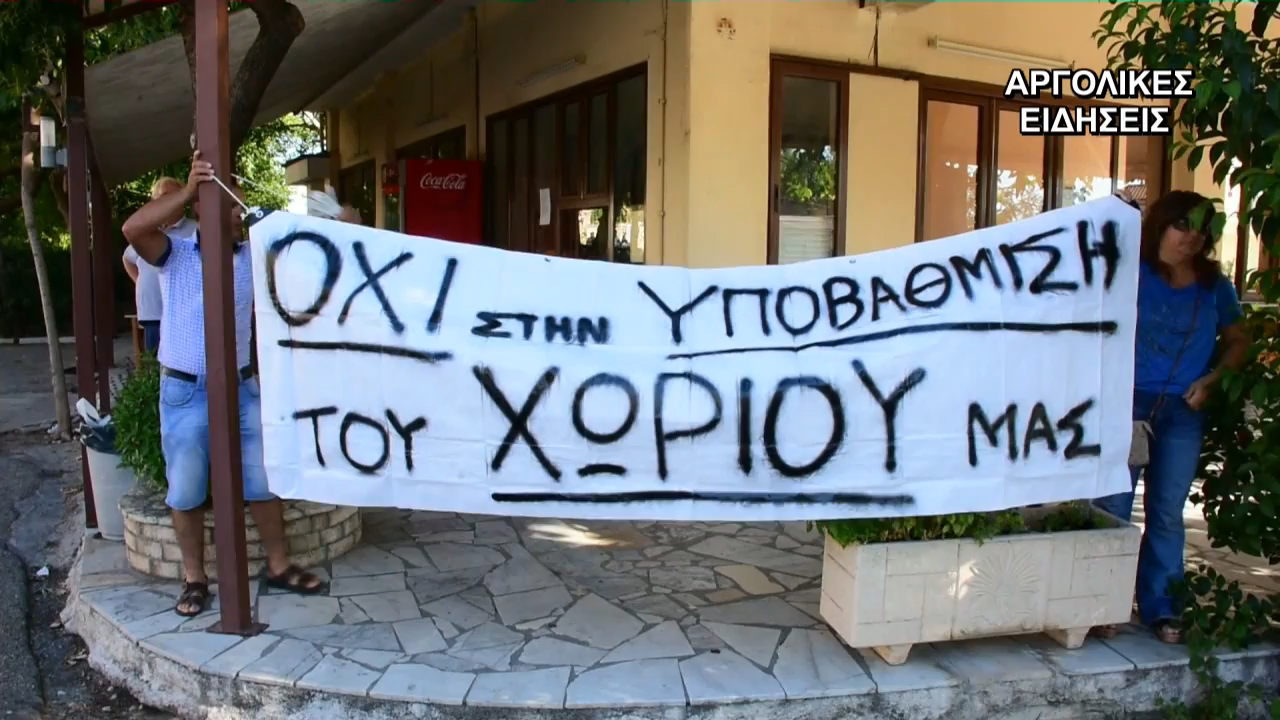 ΑΡΓΟΛΙΚΕΣ
ΕΙΔΗΣΕΙΣ
Coca-Cola
ΟΧΙ ΣΤΗΝ ΥΠΟΒΑΘΜΙΣΗ
ΤΟΥ ΧΩΡΙΟΥ ΜΑΣ